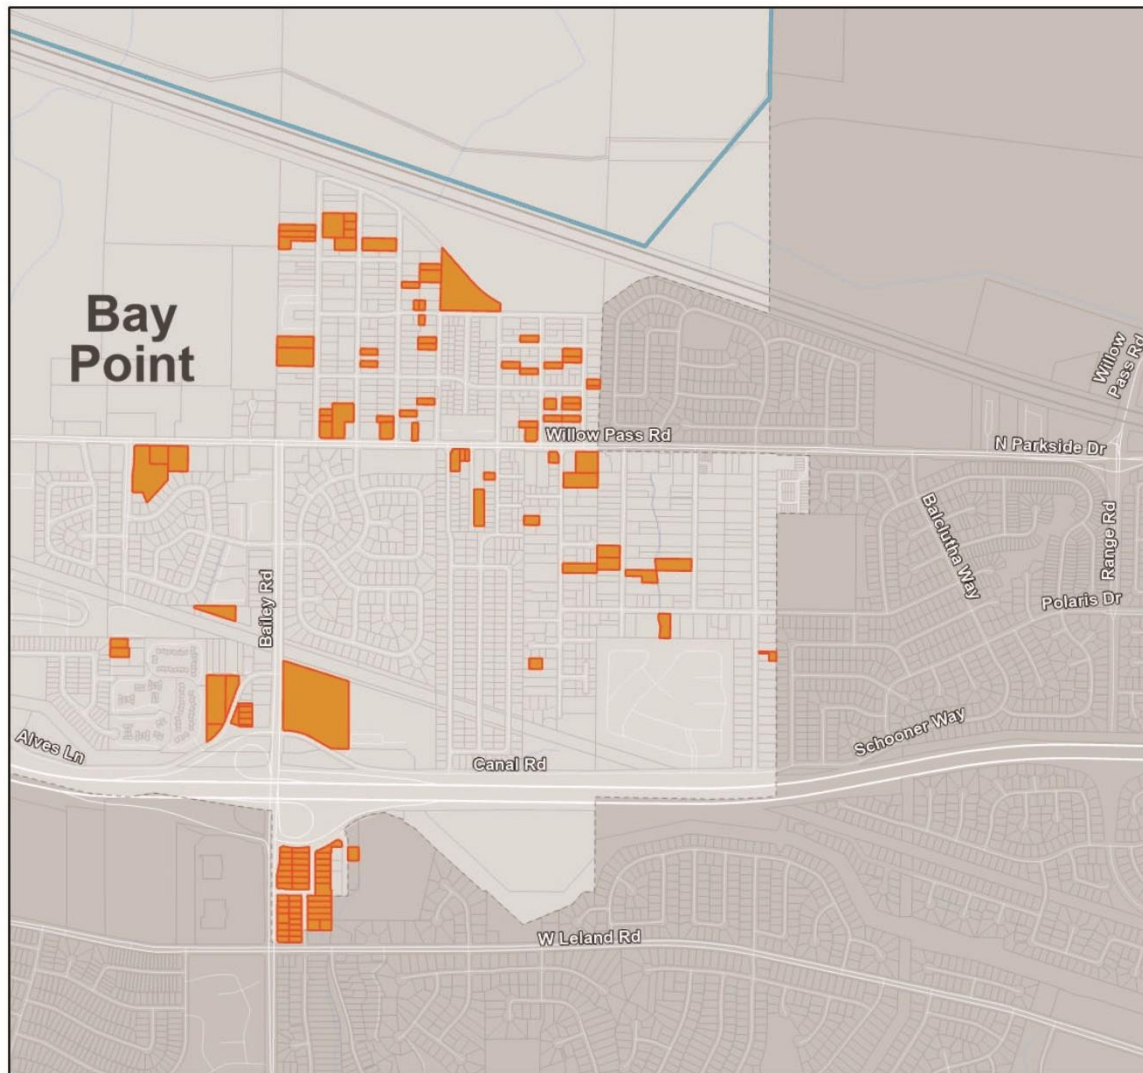 Bay
Point
Willow
Pass Rd
Willow Pass Rd
N Parkside Dr
Balclutha Way
Range Rd
Bailey Rd
Polaris Dr
Schooner Way
Alves Ln
Canal Rd
W Leland Rd